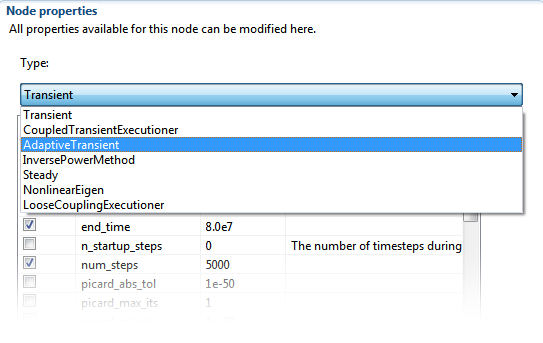 Node properties
All properties available for this node can be modified here.
Type:
Transient
Transient
CoupledTransientExecutioner
AdaptiveTransient
InversePowerMethod
Steady
NonlinearEigen
LooseCouplingExecutioner
end_time 8.0e7
n_startup_steps 0 The number of timesteps during
num_steps 5000
picard_abs_tol 1e-50
picard_max_its 1